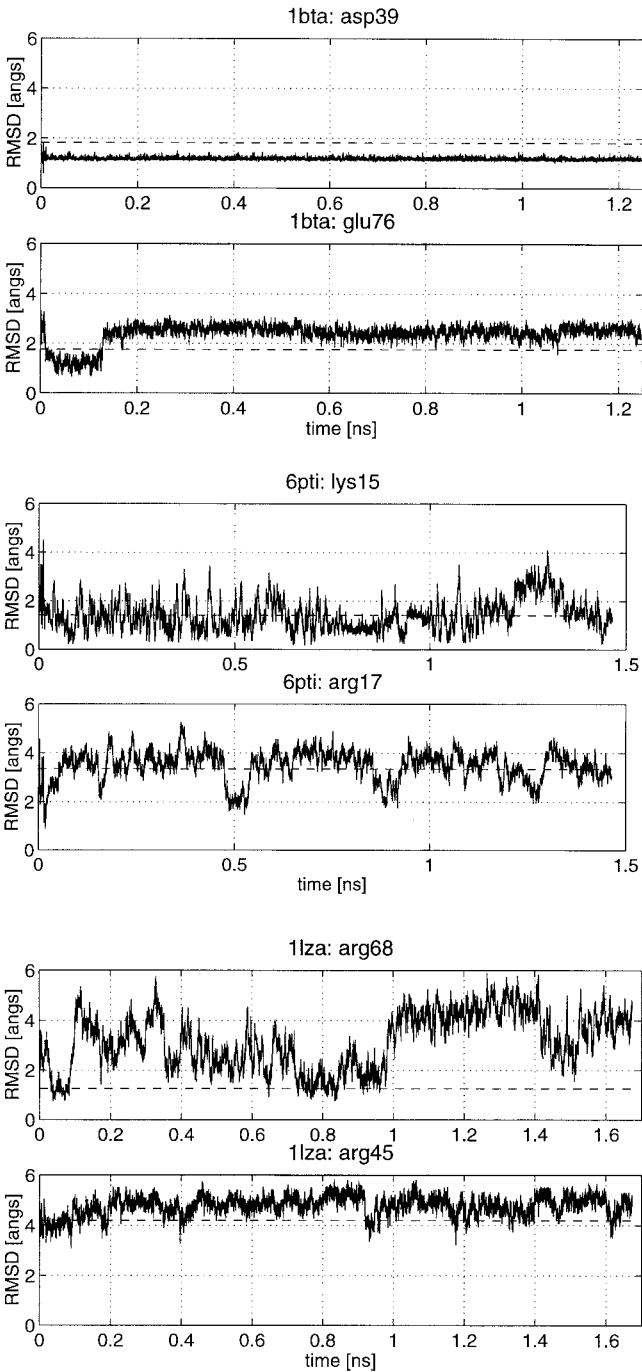 1bta: asp39
6
4
2
0
RMSD [angs]
0 0.2 0.4 0.6 0.8 1 1.2
1bta: glu76
6
4
2
0
RMSD [angs]
0 0.2 0.4 0.6 0.8 1 1.2
time [ns]
6pti: lys15
6
4
2
0
RMSD [angs]
0 0.5 1 1.5
6pti: arg17
6
4
2
0
RMSD [angs]
0 0.5 1 1.5
time [ns]
1lza: arg68
6
4
2
0
RMSD [angs]
0 0.2 0.4 0.6 0.8 1 1.2 1.4 1.6
1lza: arg45
6
4
2
0
RMSD [angs]
0 0.2 0.4 0.6 0.8 1 1.2 1.4 1.6
time [ns]